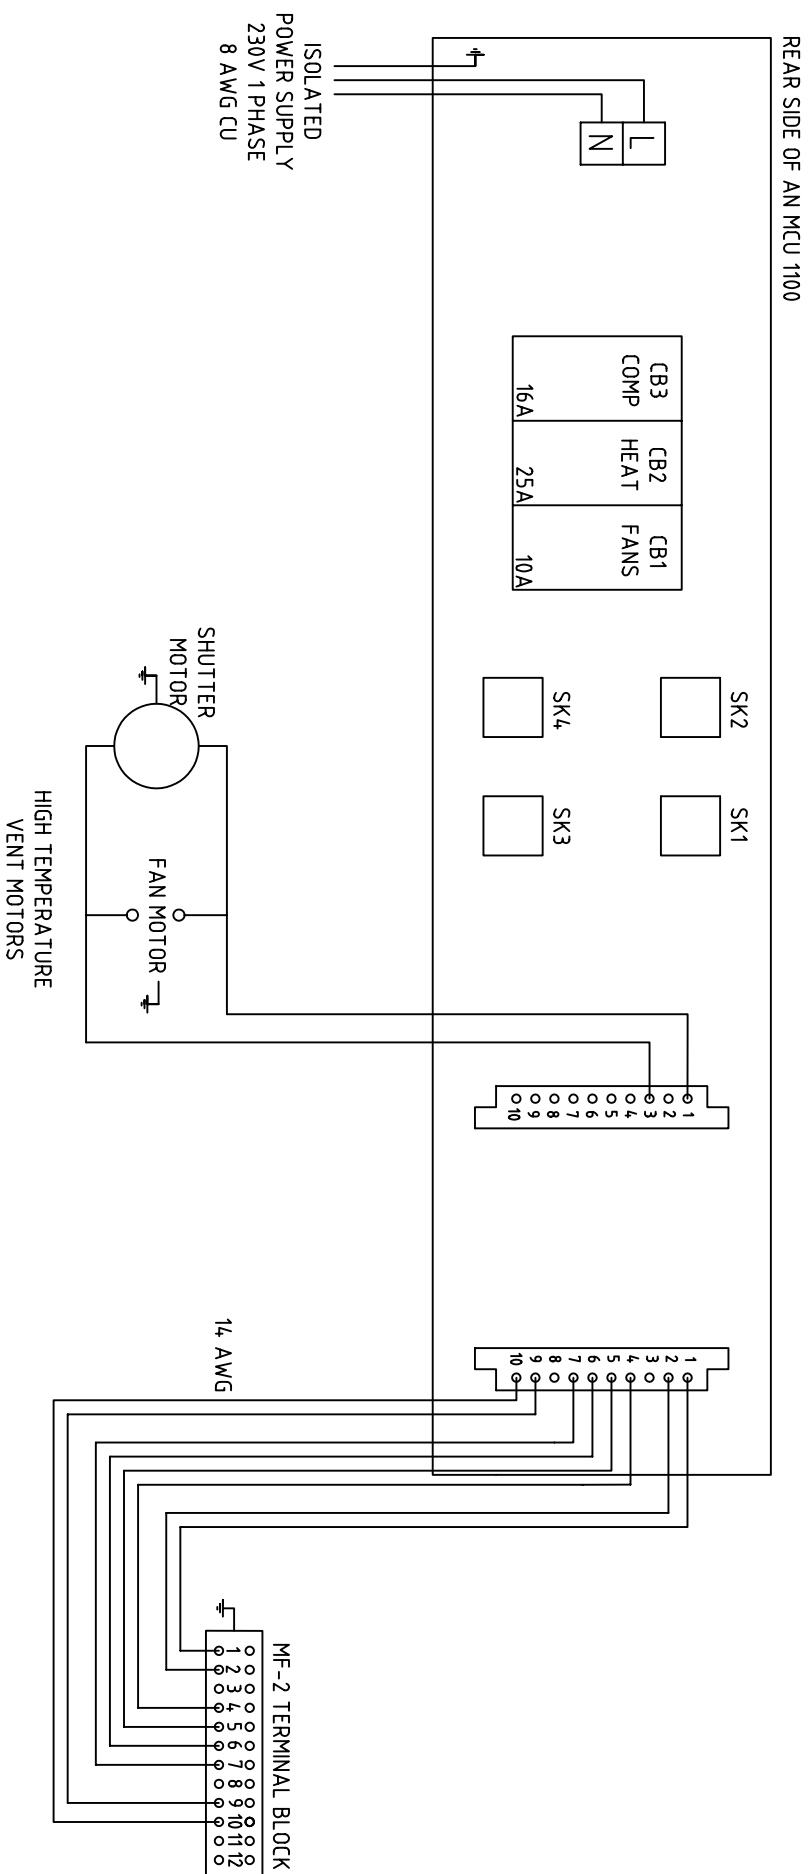 REAR SIDE OF AN MCU 1100
ISOLATED
POWER SUPPLY
230V 1 PHASE
8 AWG CU
L
N
CB3
COMP
16A
CB2
HEAT
25A
CB1
FANS
10A
SK2
SK1
SK4
SK3
SHUTTER
MOTOR
FAN MOTOR
HIGH TEMPERATURE
VENT MOTORS
1
2
3
4
5
6
7
8
9
10
1
2
3
4
5
6
7
8
9
10
14 AWG
MF-2 TERMINAL BLOCK
1 2 3 4 5 6 7 8 9 10 11 12